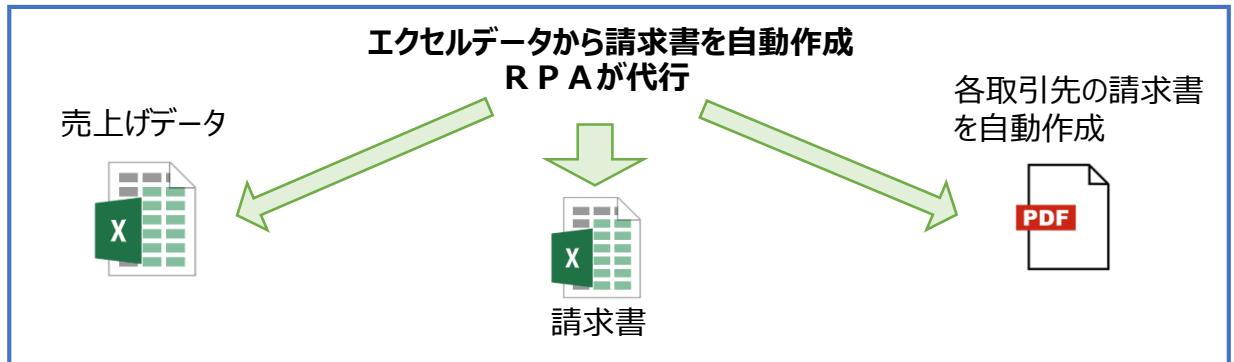 エクセルデータから請求書を自動作成
ＲＰＡが代行
売上げデータ
各取引先の請求書
を自動作成
X
PDF
X
請求書